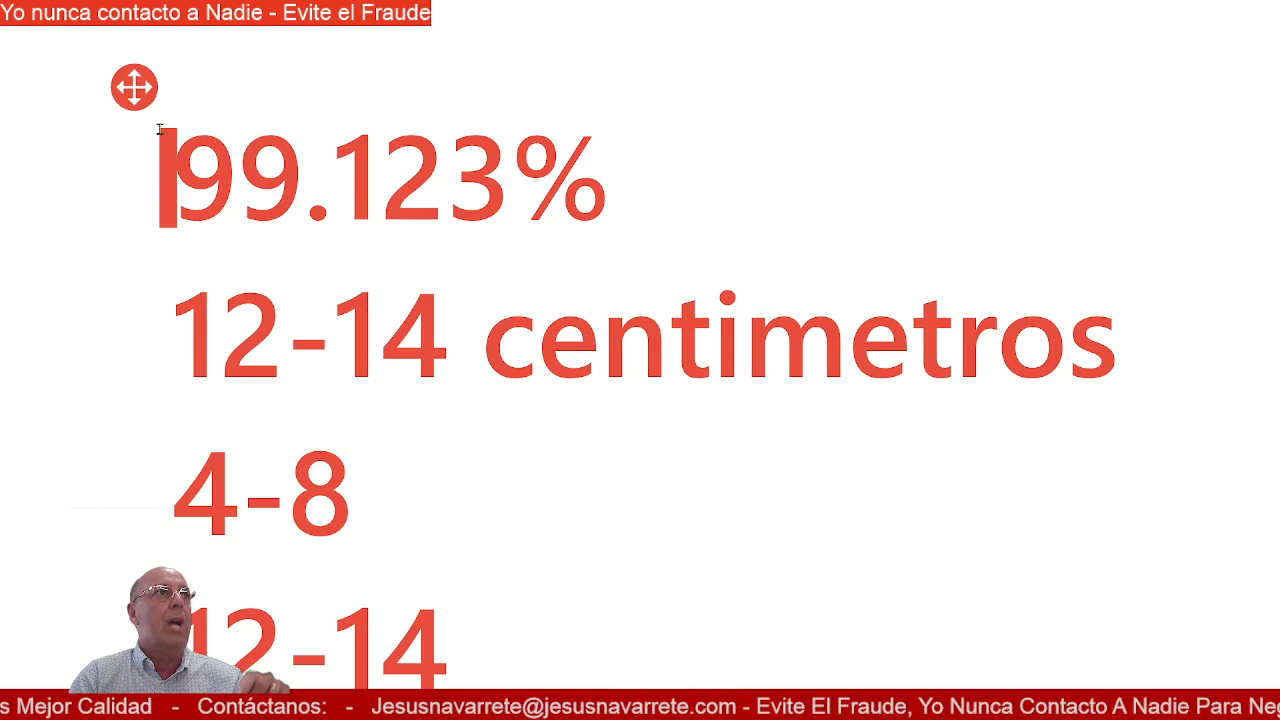 Yo nunca contacto a Nadie - Evite el Fraude
99.123%
12-14 centimetros
4-8
12-14
s Mejor Calidad - Contáctanos: - Jesusnavarrete@jesusnavarrete.com - Evite El Fraude, Yo Nunca Contacto A Nadie Para Neg